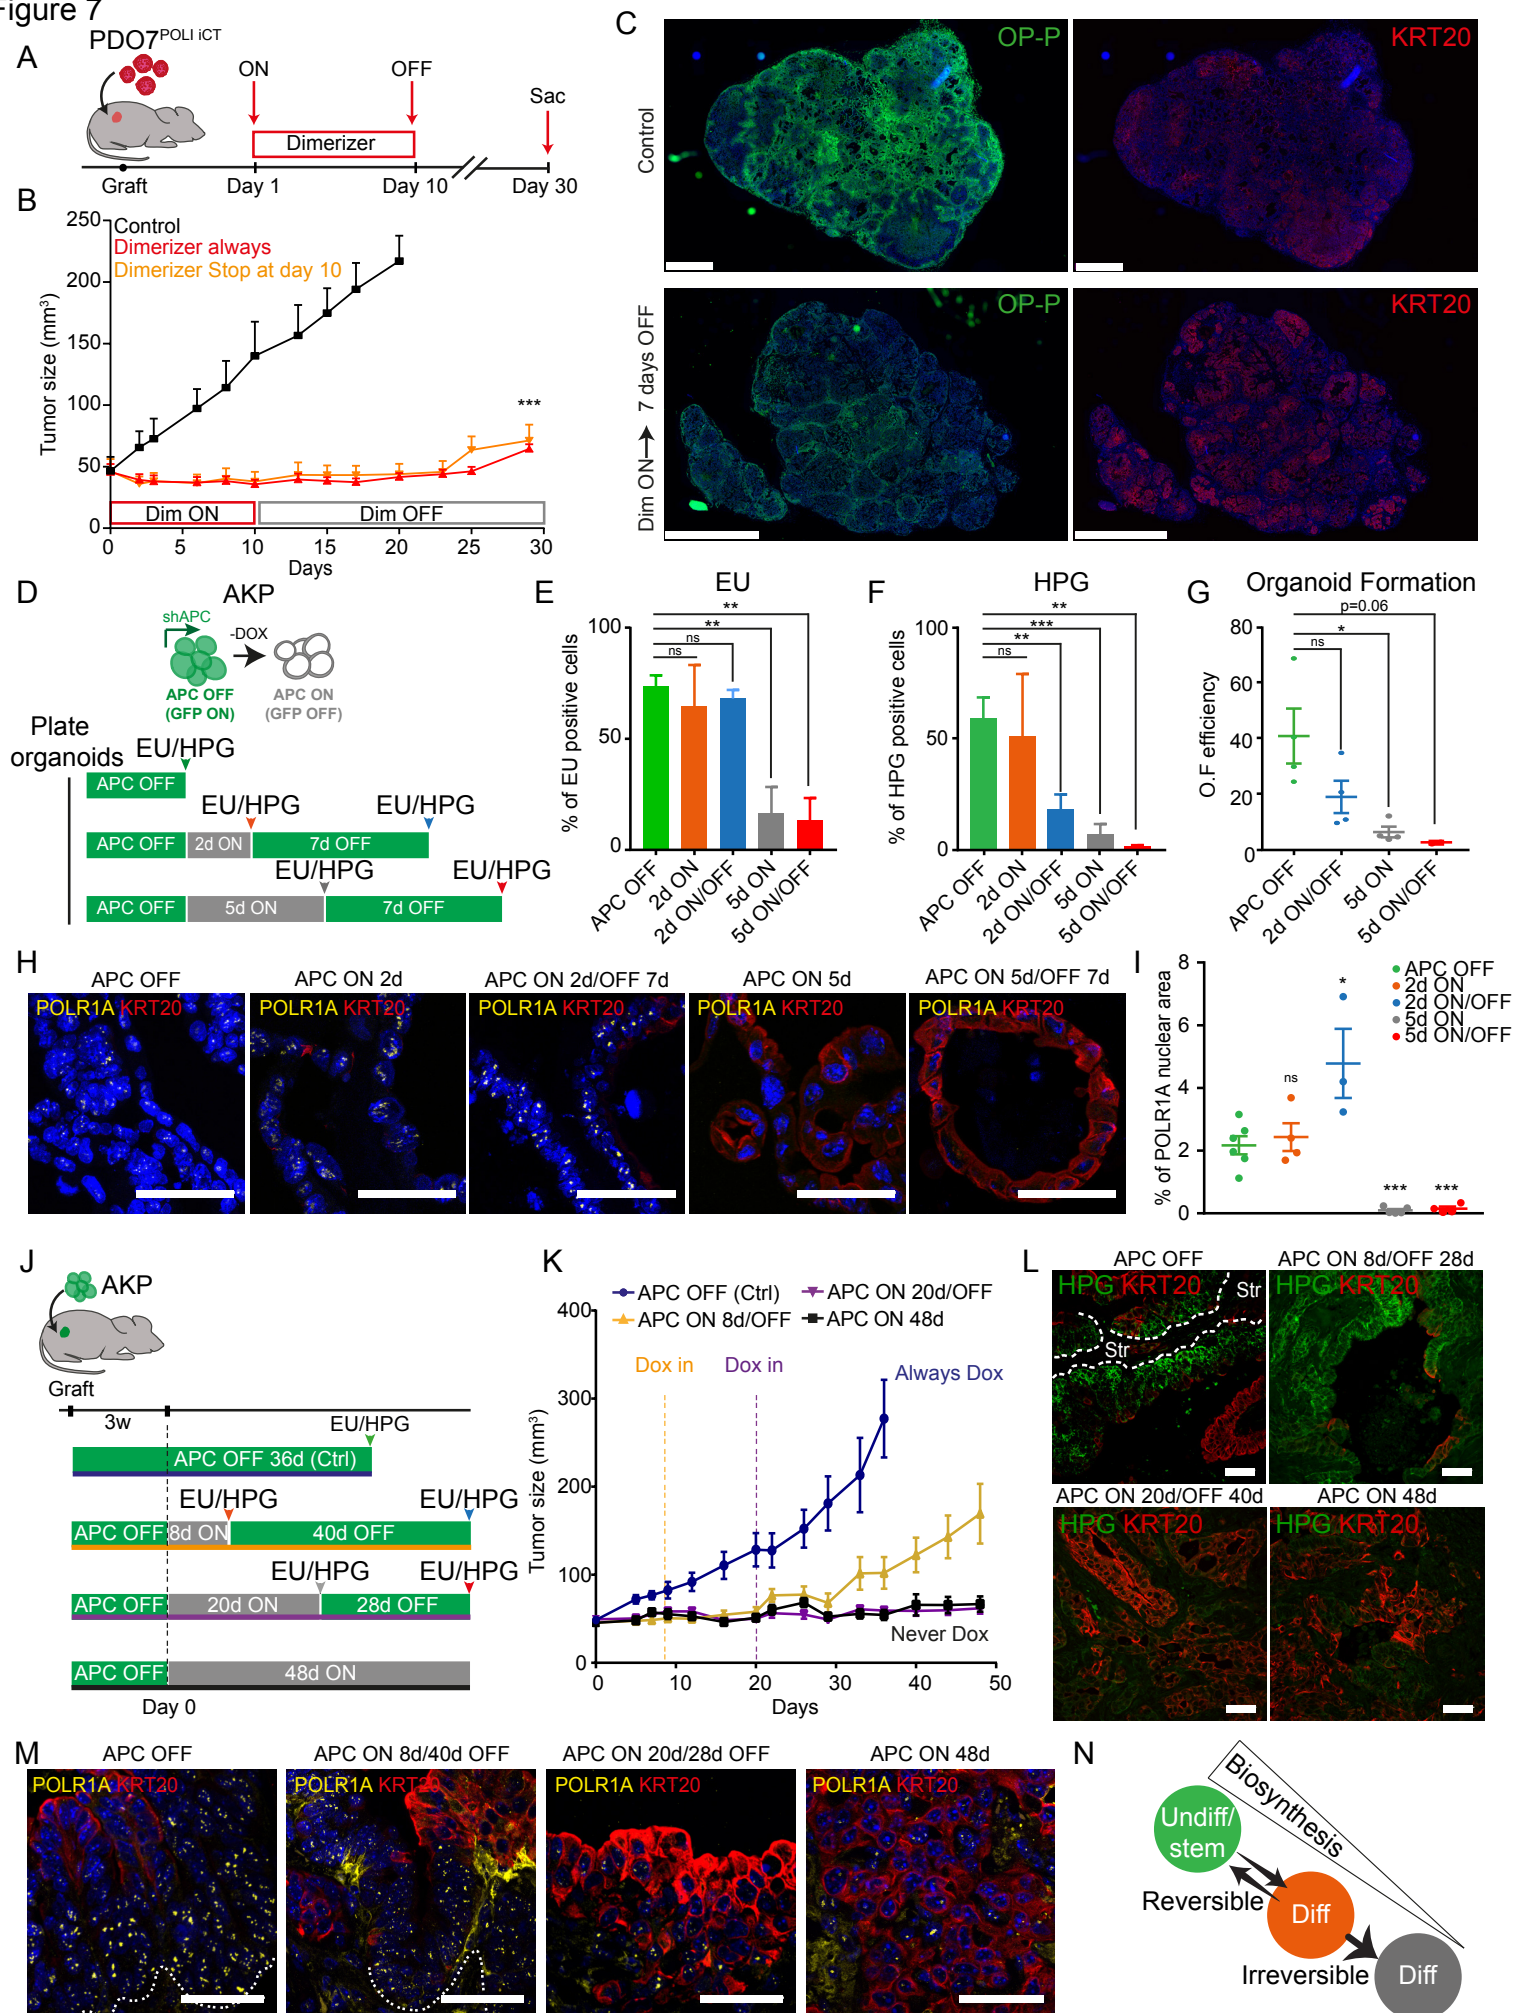 Figure 7
A
PDO7POLI iCT
ON
OFF
Sac
Dimerizer
Graft
Day 1
Day 10
Day 30
B
Control
Dimerizer always
Dimerizer Stop at day 10
Tumor size (mm3)
250
200
150
100
50
0
***
Dim ON
Dim OFF
0 5 10 15 20 25 30
Days
C
Control
OP-P
KRT20
Dim ON 7 days OFF
OP-P
KRT20
D
AKP
shAPC
-DOX
APC OFF
(GFP ON)
APC ON
(GFP OFF)
Plate
organoids
EU/HPG
APC OFF
EU/HPG
EU/HPG
APC OFF
2d ON
7d OFF
EU/HPG
EU/HPG
APC OFF
5d ON
7d OFF
E
EU
% of EU positive cells
100
50
0
**
**
ns
ns
APC OFF
2d ON
2d ON/OFF
5d ON
5d ON/OFF
F
HPG
% of HPG positive cells
100
50
0
**
***
**
ns
APC OFF
2d ON
2d ON/OFF
5d ON
5d ON/OFF
G
Organoid Formation
O.F efficiency
80
60
40
20
0
p=0.06
*
ns
APC OFF
2d ON/OFF
5d ON
5d ON/OFF
H
APC OFF
POLR1A KRT20
APC ON 2d
POLR1A KRT20
APC ON 2d/OFF 7d
POLR1A KRT20
APC ON 5d
POLR1A KRT20
APC ON 5d/OFF 7d
POLR1A KRT20
I
% of POLR1A nuclear area
8
6
4
2
0
ns
*
***
***
APC OFF
2d ON
2d ON/OFF
5d ON
5d ON/OFF
J
AKP
Graft
3w
EU/HPG
APC OFF 36d (Ctrl)
EU/HPG
EU/HPG
APC OFF
8d ON
40d OFF
EU/HPG
EU/HPG
APC OFF
20d ON
28d OFF
APC OFF
48d ON
Day 0
K
APC OFF (Ctrl)
APC ON 20d/OFF
APC ON 8d/OFF
APC ON 48d
Tumor size (mm3)
400
300
200
100
0
Dox in
Dox in
Always Dox
Never Dox
0 10 20 30 40 50
Days
L
APC OFF
HPG KRT20
Str
Str
APC ON 8d/OFF 28d
HPG KRT20
APC ON 20d/OFF 40d
HPG KRT20
APC ON 48d
HPG KRT20
M
APC OFF
POLR1A KRT20
APC ON 8d/40d OFF
POLR1A KRT20
APC ON 20d/28d OFF
POLR1A KRT20
APC ON 48d
POLR1A KRT20
N
Biosynthesis
Undiff/
stem
Reversible
Diff
Irreversible
Diff